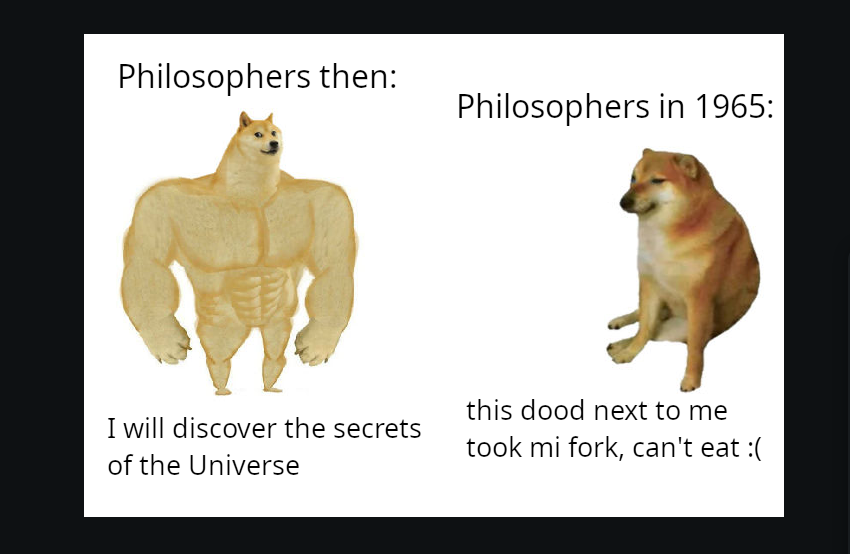 Philosophers then:
Philosophers in 1965:
I will discover the secrets
of the Universe
this dood next to me
took mi fork, can't eat :(